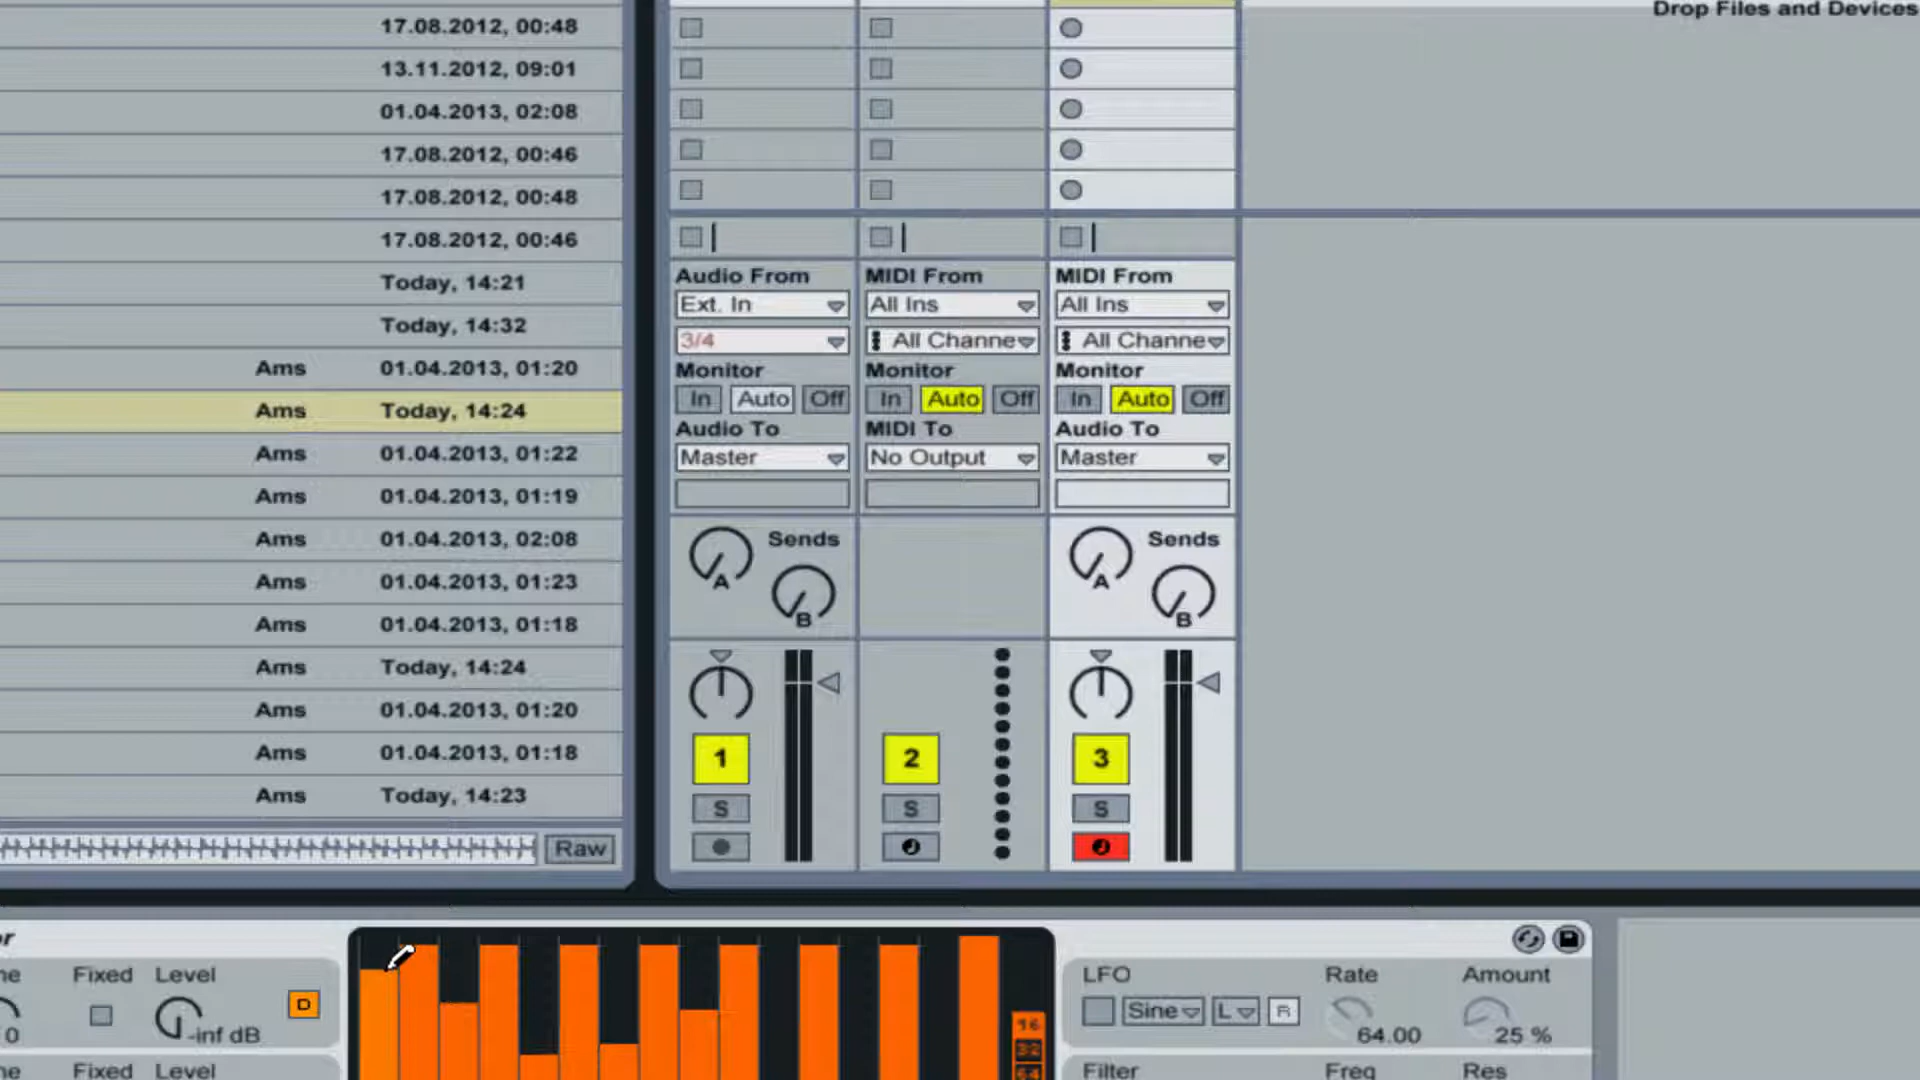 Drop Files and Devices
17.08.2012, 00:48
13.11.2012, 09:01
01.04.2013, 02:08
17.08.2012, 00:46
17.08.2012, 00:48
17.08.2012, 00:46
Today, 14:21
Today, 14:32
Ams 01.04.2013, 01:20
Ams Today, 14:24
Ams 01.04.2013, 01:22
Ams 01.04.2013, 01:19
Ams 01.04.2013, 02:08
Ams 01.04.2013, 01:23
Ams 01.04.2013, 01:18
Ams Today, 14:24
Ams 01.04.2013, 01:20
Ams 01.04.2013, 01:18
Ams Today, 14:23
Raw
Audio From MIDI From MIDI From
Ext. In All Ins All Ins
3/4 All Channe All Channe
Monitor Monitor Monitor
In Auto Off In Auto Off In Auto Off
Audio To MIDI To Audio To
Master No Output Master
Sends Sends
A A
B B
1 2 3
S S S
Fixed Level
D
0 -inf dB
Fixed Level
16
32
64
LFO Rate Amount
Sine L R
64.00 25 %
Filter Freq Res